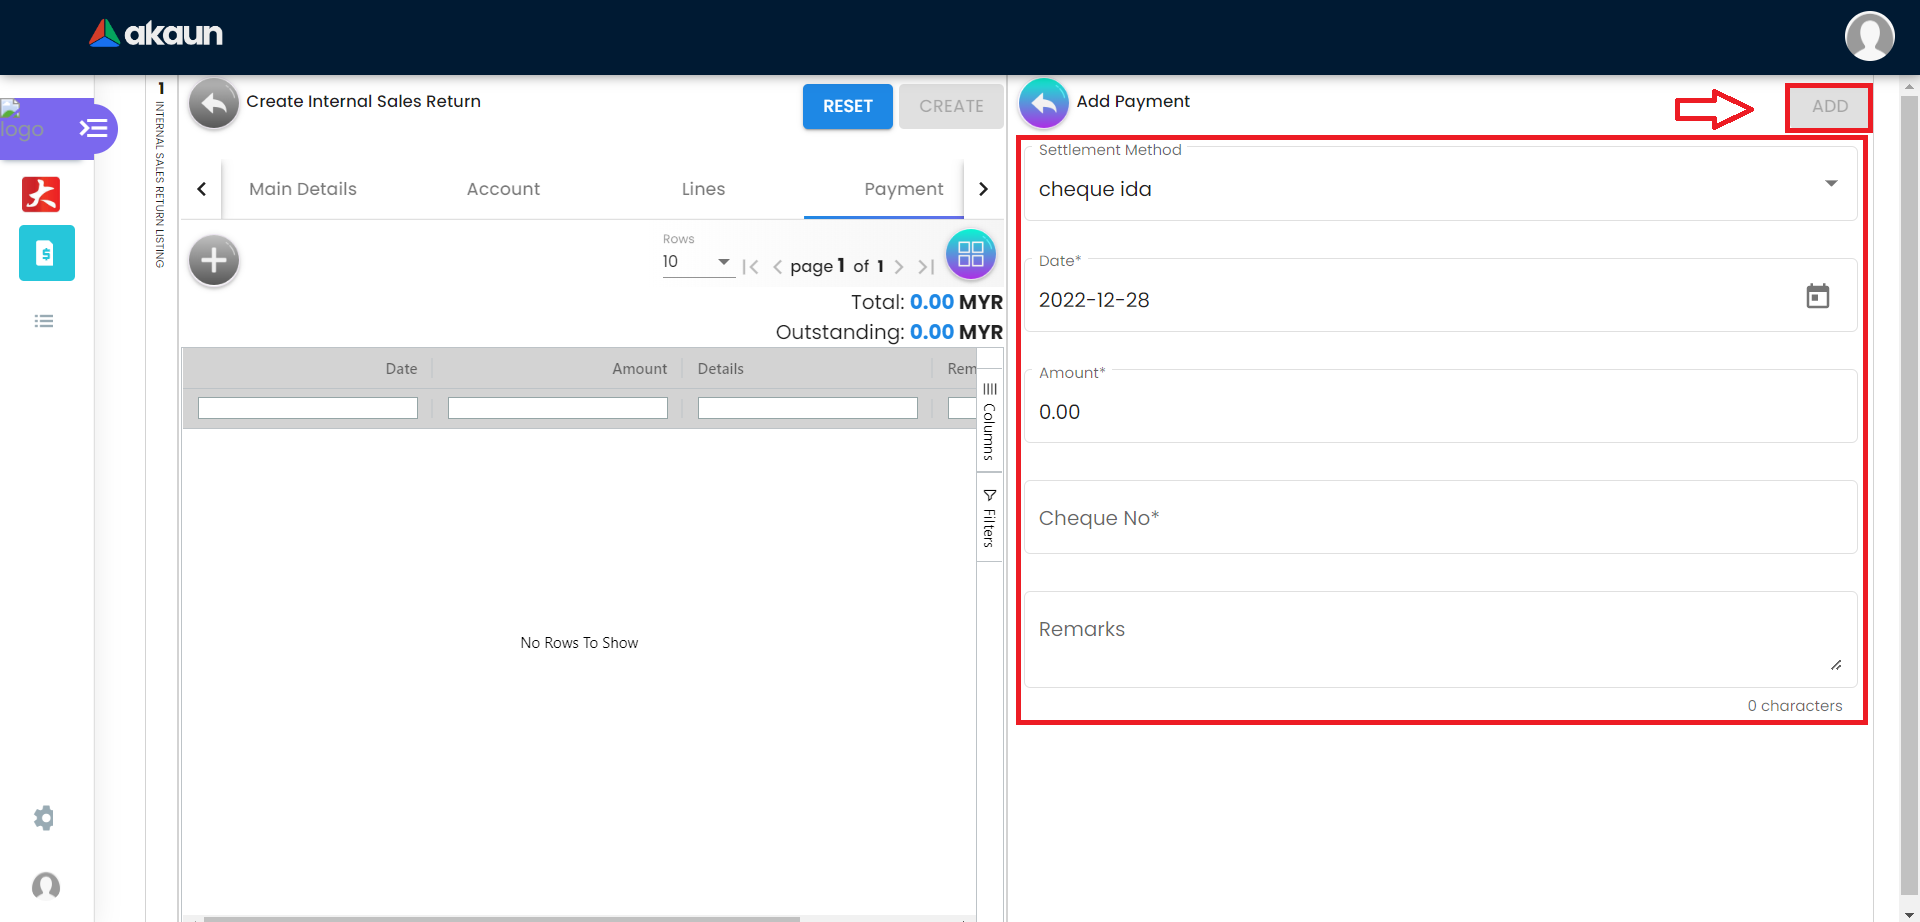 akaun
logo
1
INTERNAL SALES RETURN LISTING
Create Internal Sales Return
RESET
CREATE
Main Details
Account
Lines
Payment
Rows
10
page 1 of 1
Total: 0.00 MYR
Outstanding: 0.00 MYR
Date
Amount
Details
Rem
Columns
Filters
No Rows To Show
Add Payment
ADD
Settlement Method
cheque ida
Date*
2022-12-28
Amount*
0.00
Cheque No*
Remarks
0 characters